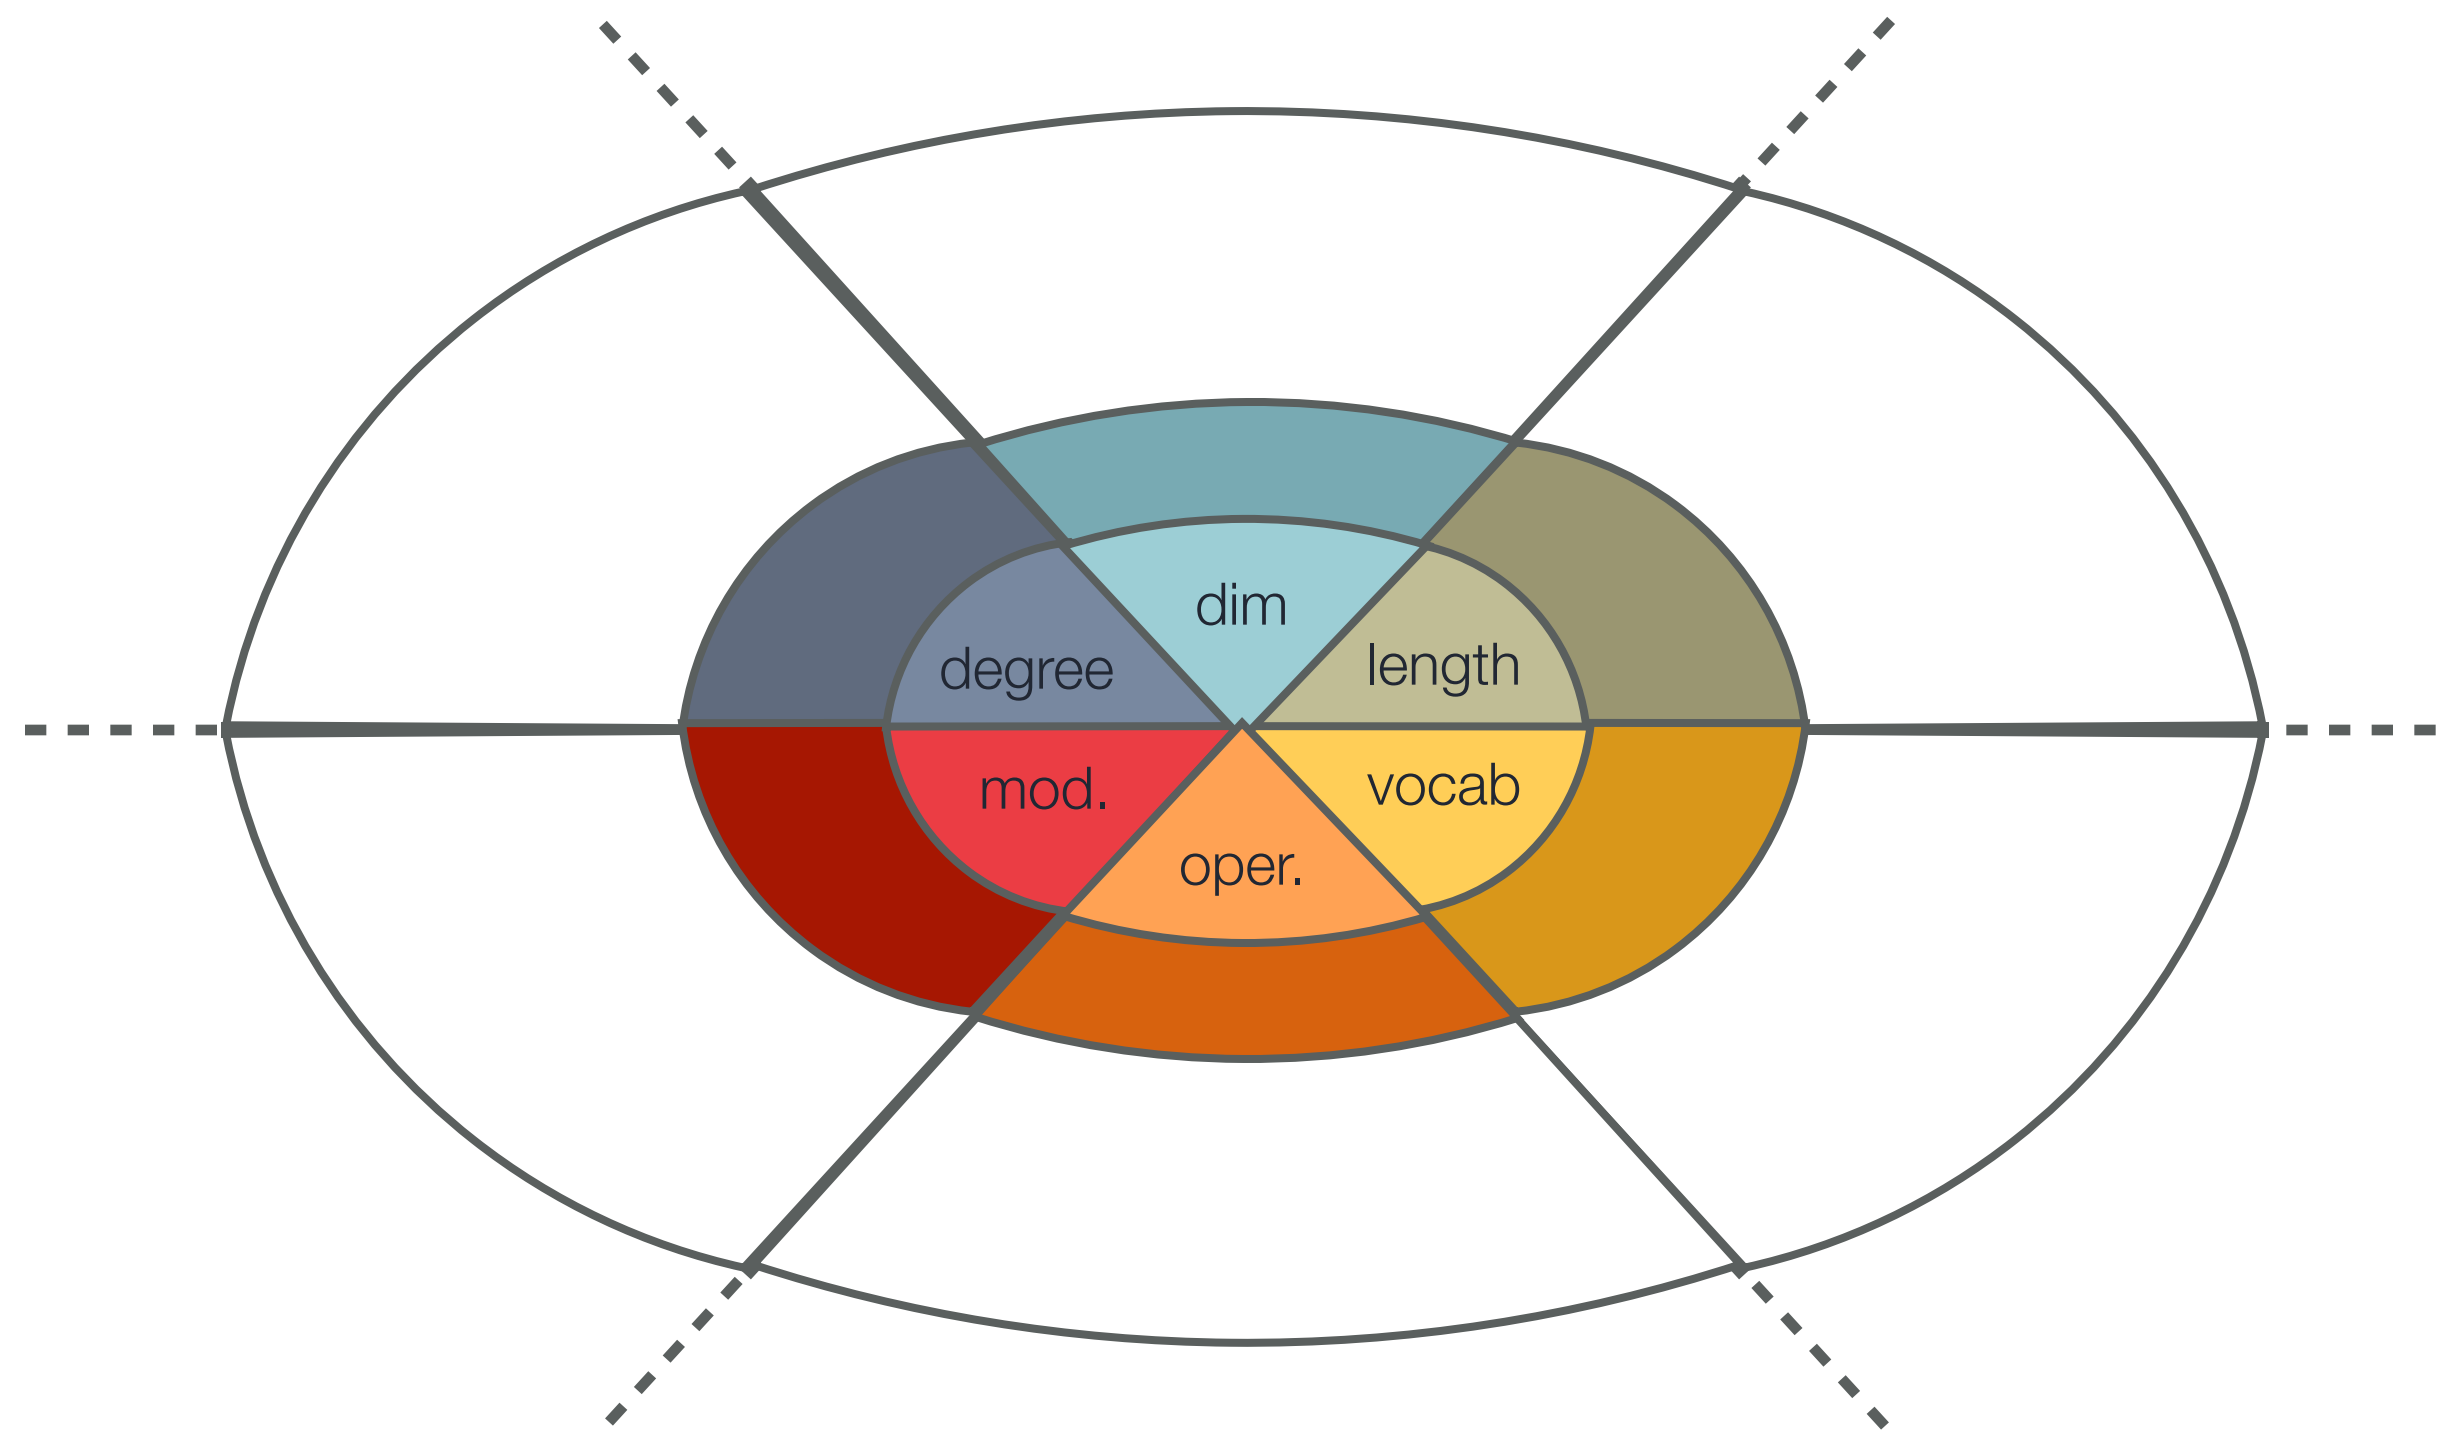 dim
degree
length
mod.
vocab
oper.